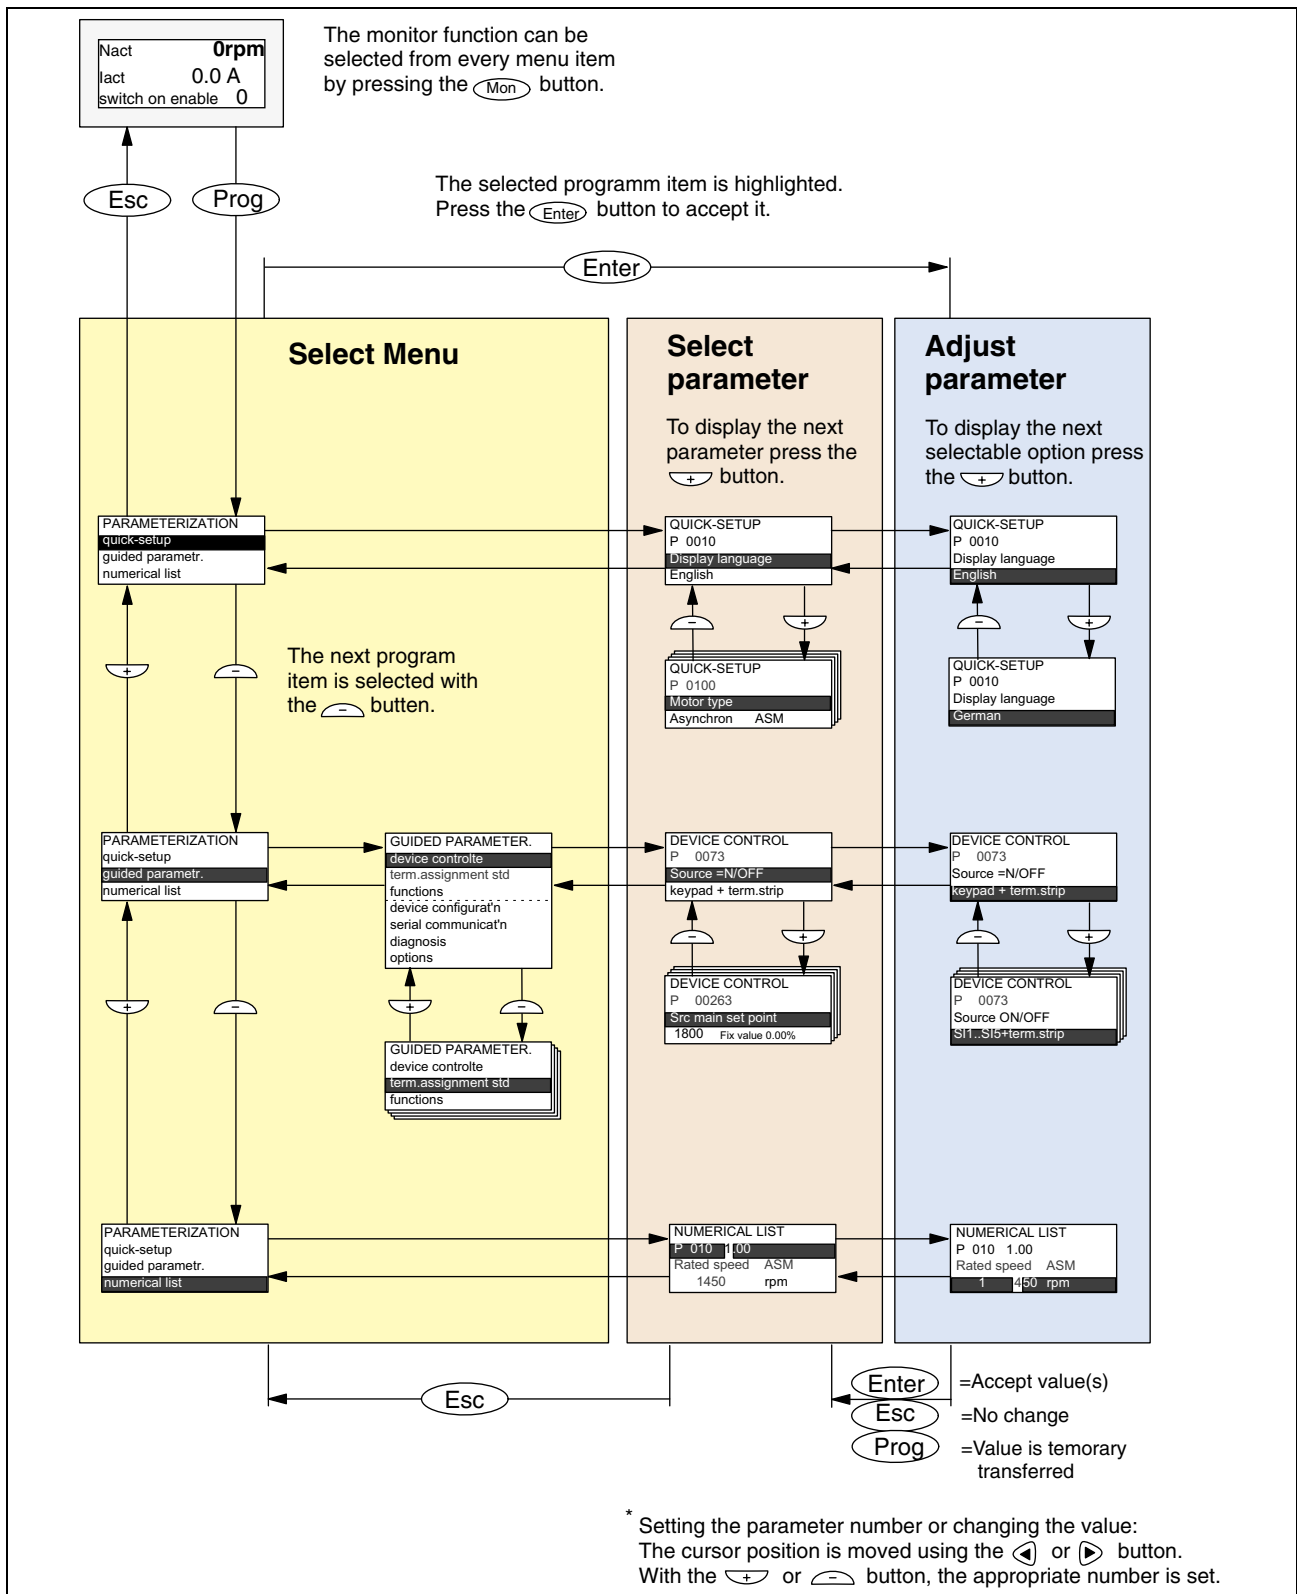 Nact 0rpm
Iact 0.0 A
switch on enable 0
The monitor function can be
selected from every menu item
by pressing the Mon button.
Esc
Prog
The selected programm item is highlighted.
Press the Enter button to accept it.
Enter
Select Menu
Select
parameter
To display the next
parameter press the
+ button.
Adjust
parameter
To display the next
selectable option press
the + button.
PARAMETERIZATION
quick-setup
guided parametr.
numerical list
QUICK-SETUP
P 0010
Display language
English
QUICK-SETUP
P 0010
Display language
English
+
−
The next program
item is selected with
the − butten.
−
+
−
+
QUICK-SETUP
P 0100
Motor type
Asynchron ASM
QUICK-SETUP
P 0010
Display language
German
PARAMETERIZATION
quick-setup
guided parametr.
numerical list
GUIDED PARAMETER.
device controlte
term.assignment std
functions
device configurat'n
serial communicat'n
diagnosis
options
DEVICE CONTROL
P 0073
Source =N/OFF
keypad + term.strip
DEVICE CONTROL
P 0073
Source =N/OFF
keypad + term.strip
+
−
+
−
−
+
−
+
GUIDED PARAMETER.
device controlte
term.assignment std
functions
DEVICE CONTROL
P 00263
Src main set point
1800 Fix value 0.00%
DEVICE CONTROL
P 0073
Source ON/OFF
SI1..SI5+term.strip
PARAMETERIZATION
quick-setup
guided parametr.
numerical list
NUMERICAL LIST
P 010 1.00
Rated speed ASM
1450 rpm
NUMERICAL LIST
P 010 1.00
Rated speed ASM
1 450 rpm
Esc
Enter =Accept value(s)
Esc =No change
Prog =Value is temorary
transferred
* Setting the parameter number or changing the value:
The cursor position is moved using the ◀ or ▶ button.
With the + or − button, the appropriate number is set.